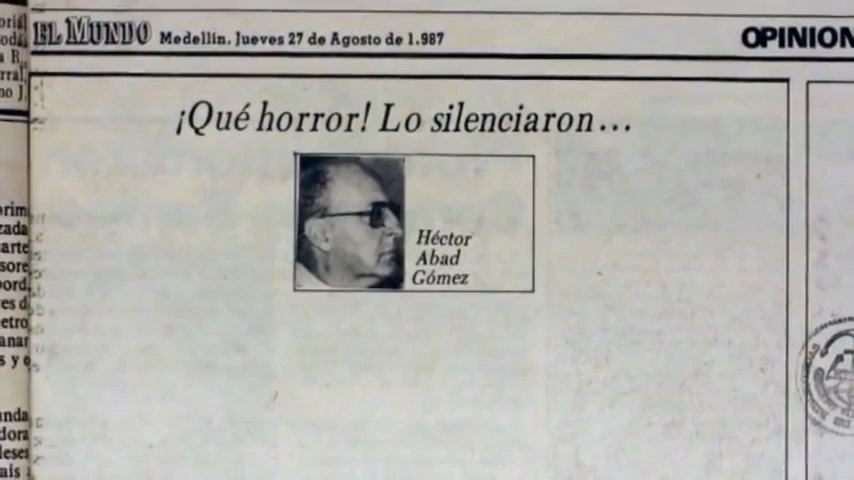 EL MUNDO Medellín. Jueves 27 de Agosto de 1.987
OPINION
¡Qué horror! Lo silenciaron...
Héctor
Abad
Gómez